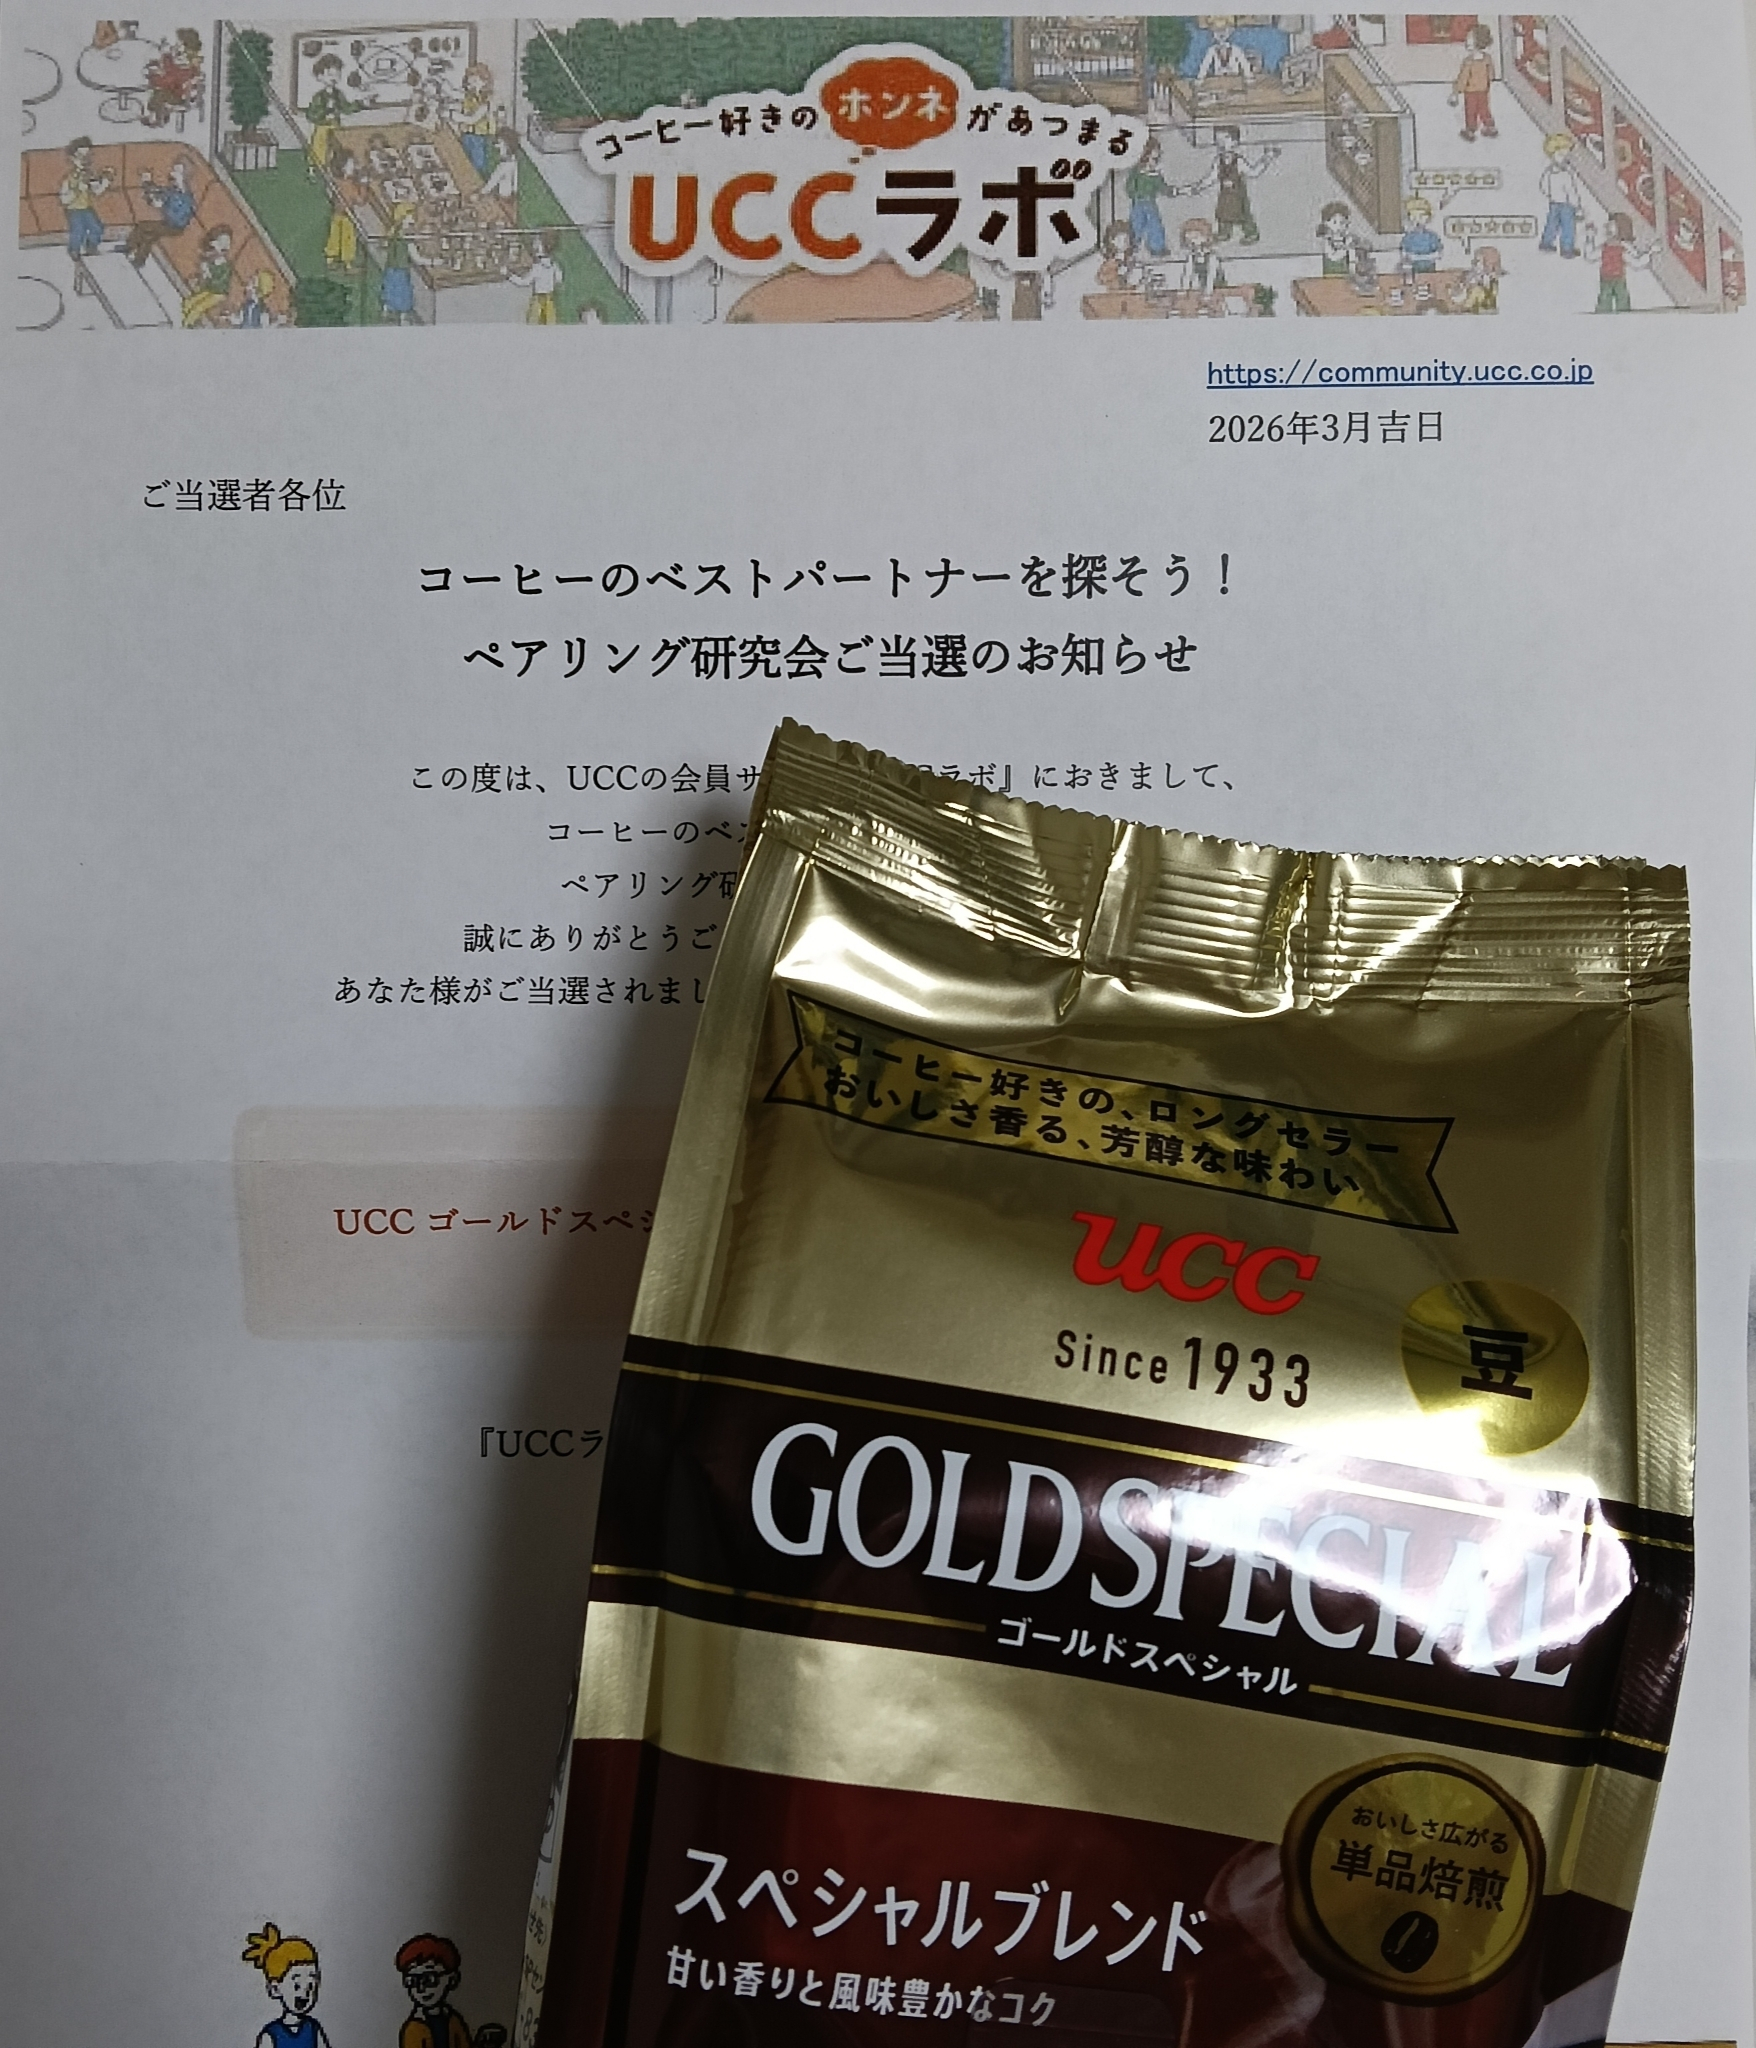 コーヒー好きのホンネがあつまる
UCCラボ
https://community.ucc.co.jp
2026年3月吉日
ご当選者各位
コーヒーのベストパートナーを探そう！
ペアリング研究会ご当選のお知らせ
この度は、UCCの会員サ ラボ』におきまして、
コーヒーのベス
ペアリング研
誠にありがとうご
あなた様がご当選されまし
UCC ゴールドスペシ
『UCCラ
コーヒー好きの、ロングセラー
おいしさ香る、芳醇な味わい
UCC
Since 1933
豆
GOLD SPECIAL
ゴールドスペシャル
おいしさ広がる
単品焙煎
スペシャルブレンド
甘い香りと風味豊かなコク